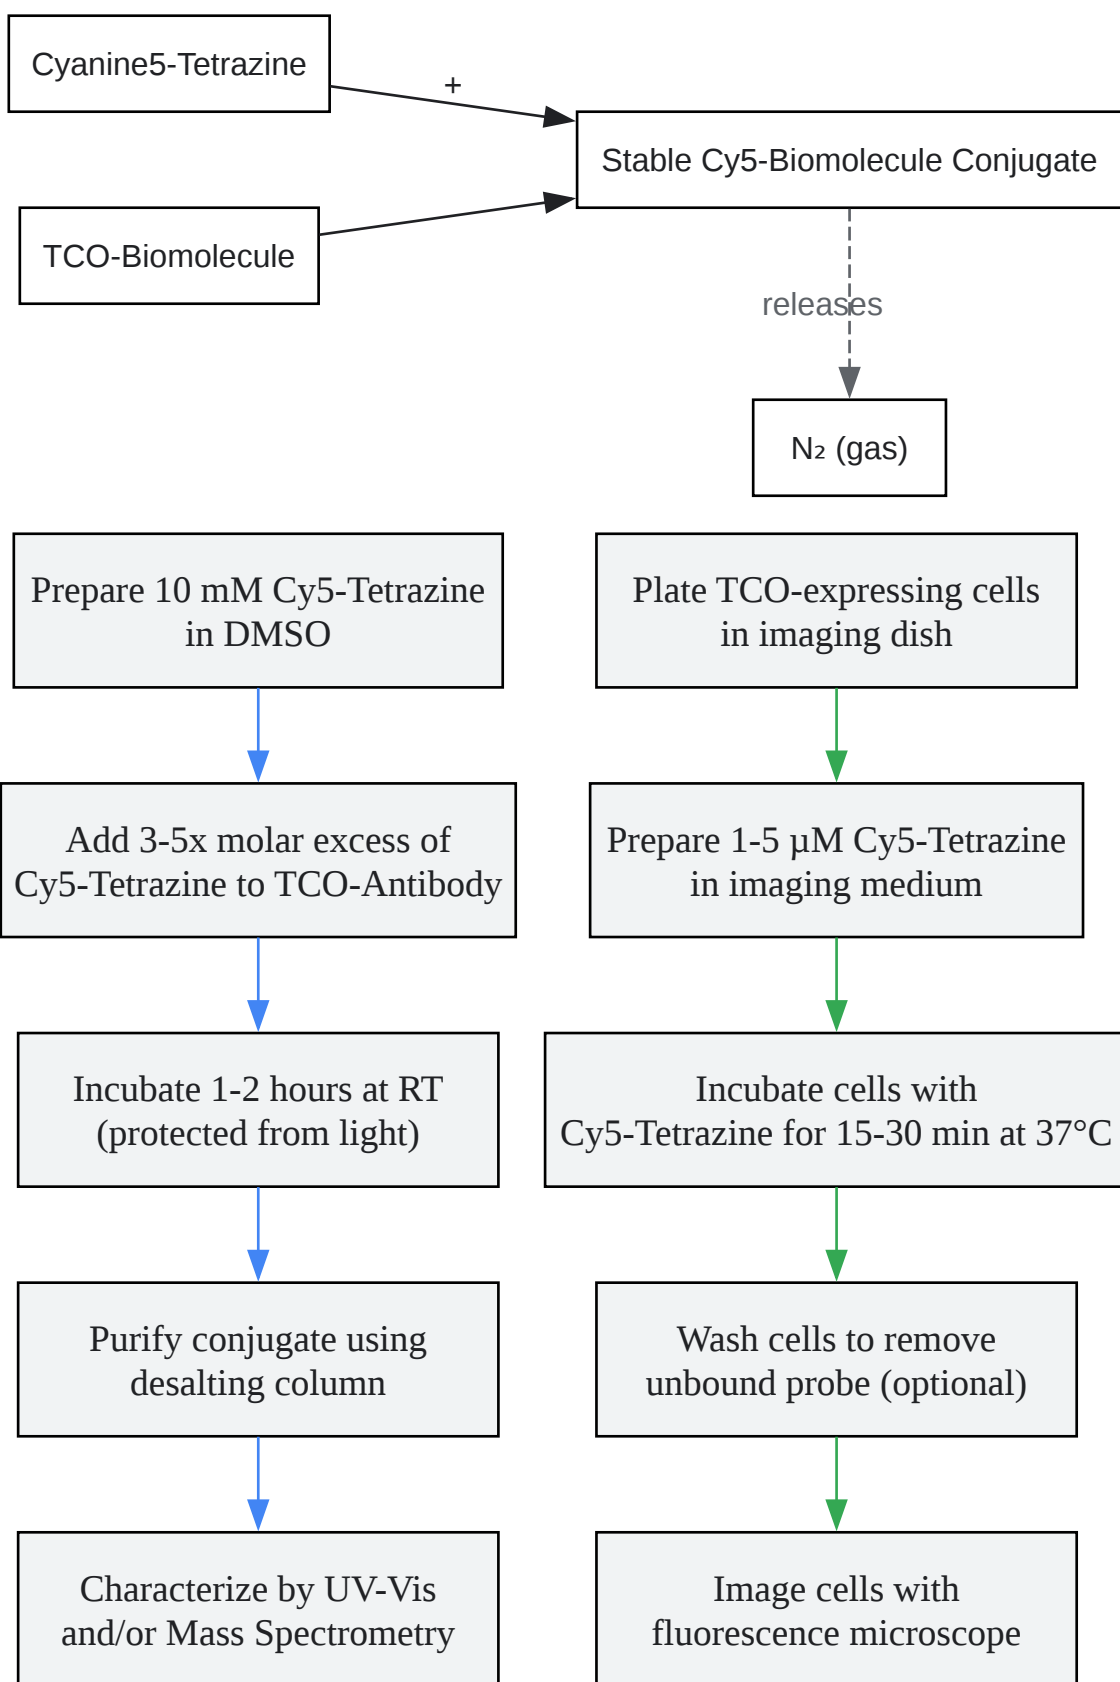 Cyanine5-Tetrazine
+
Stable Cy5-Biomolecule Conjugate
TCO-Biomolecule
releases
N₂ (gas)
Prepare 10 mM Cy5-Tetrazine
in DMSO
Add 3-5x molar excess of
Cy5-Tetrazine to TCO-Antibody
Incubate 1-2 hours at RT
(protected from light)
Purify conjugate using
desalting column
Characterize by UV-Vis
and/or Mass Spectrometry
Plate TCO-expressing cells
in imaging dish
Prepare 1-5 µM Cy5-Tetrazine
in imaging medium
Incubate cells with
Cy5-Tetrazine for 15-30 min at 37°C
Wash cells to remove
unbound probe (optional)
Image cells with
fluorescence microscope